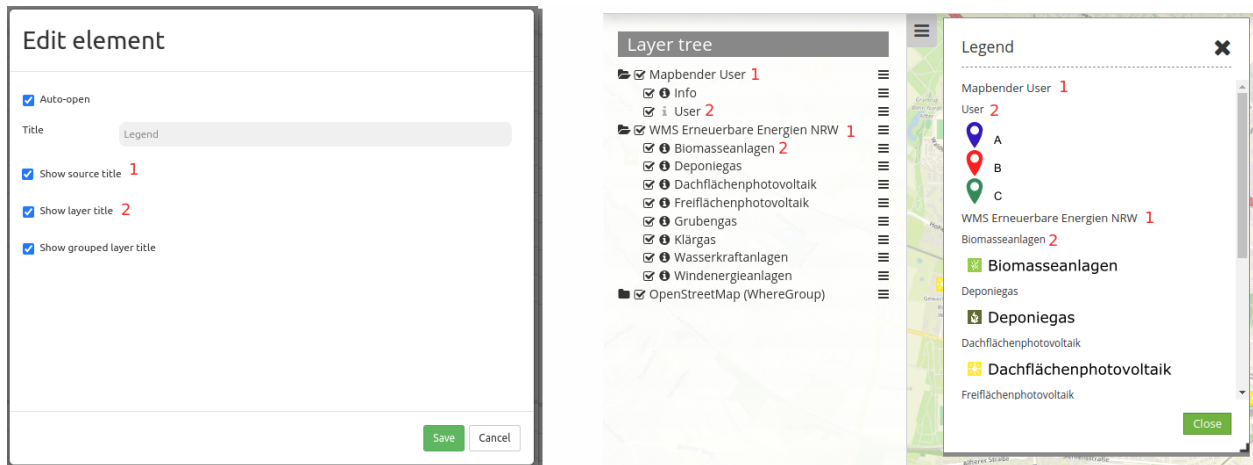 Edit element
Auto-open
Title
Legend
Show source title 1
Show layer title 2
Show grouped layer title
Save Cancel
Layer tree
Mapbender User 1
Info
User 2
WMS Erneuerbare Energien NRW 1
Biomasseanlagen 2
Deponiegas
Dachflächenphotovoltaik
Freiflächenphotovoltaik
Grubengas
Klärgas
Wasserkraftanlagen
Windenergieanlagen
OpenStreetMap (WhereGroup)
Legend
Mapbender User 1
User 2
A
B
C
WMS Erneuerbare Energien NRW 1
Biomasseanlagen 2
Biomasseanlagen
Deponiegas
Deponiegas
Dachflächenphotovoltaik
Dachflächenphotovoltaik
Freiflächenphotovoltaik
Close